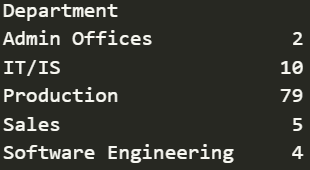 Department
Admin Offices 2
IT/IS 10
Production 79
Sales 5
Software Engineering 4